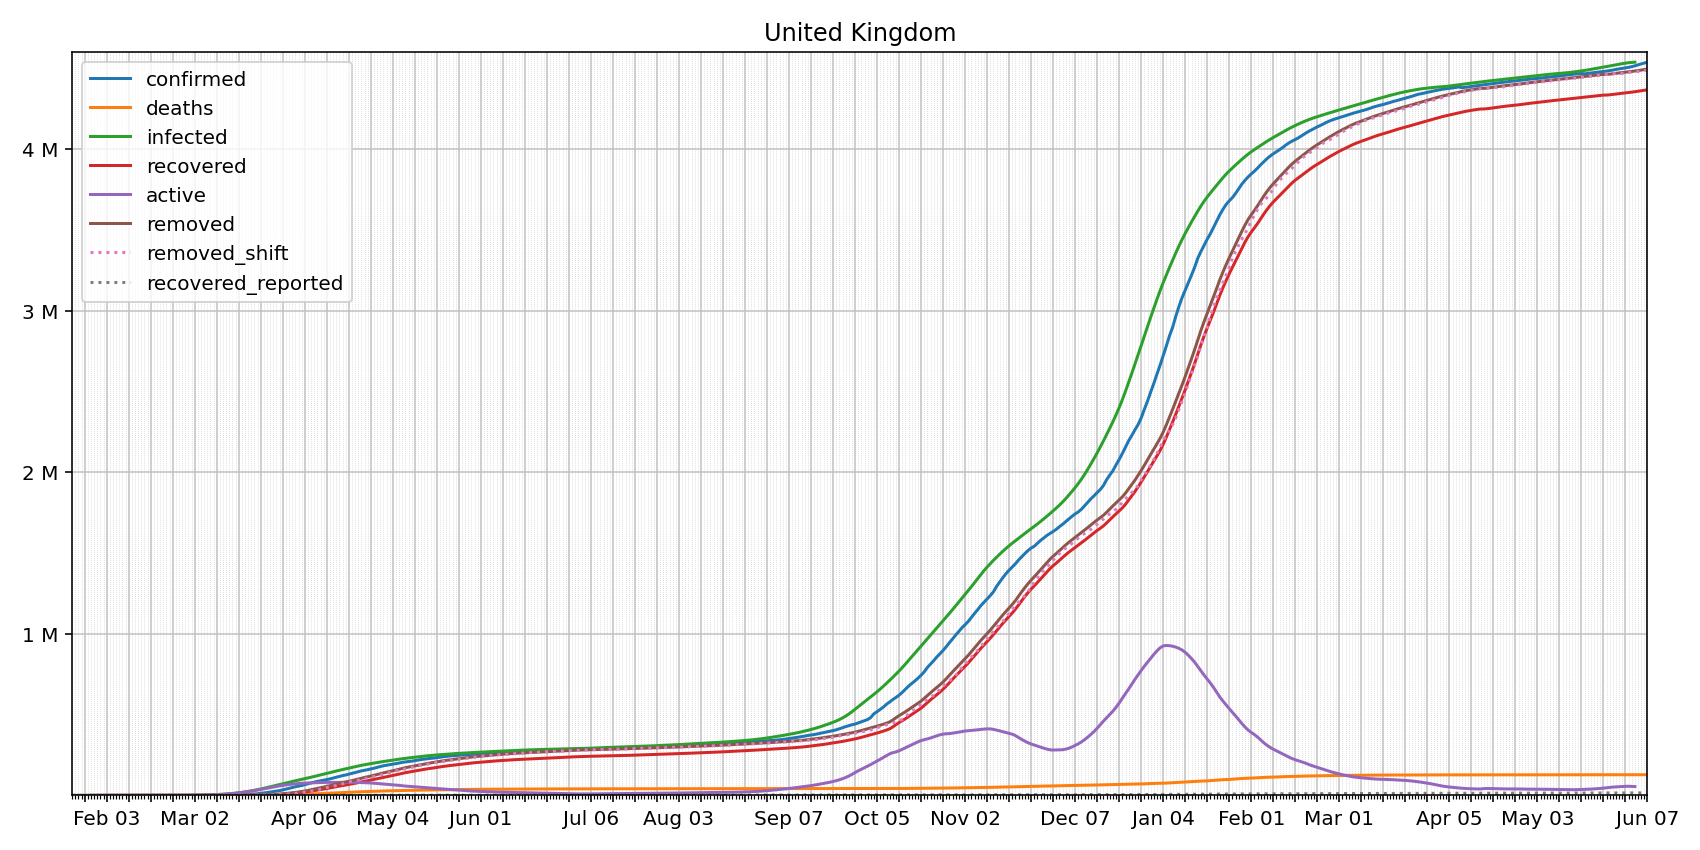 United Kingdom
confirmed
deaths
infected
recovered
active
removed
removed_shift
recovered_reported
4 M
3 M
2 M
1 M
Feb 03 Mar 02 Apr 06 May 04 Jun 01 Jul 06 Aug 03 Sep 07 Oct 05 Nov 02 Dec 07 Jan 04 Feb 01 Mar 01 Apr 05 May 03 Jun 07